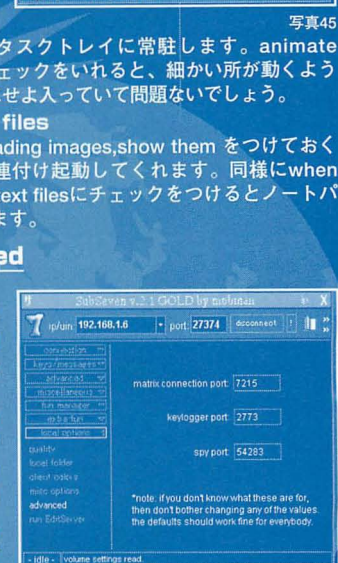 写真45
タスクトレイに常駐します。animate
ェックをいれると、細かい所が動くよう
せよ入っていて問題ないでしょう。
files
ading images,show them をつけておく
連付け起動してくれます。同様にwhen
ext filesにチェックをつけるとノートパ
ます。
ed
SubSeven v.2.1 GOLD by mobman
ip/uin: 192.168.1.6 port: 27374 disconnect !
connection
keys/messages
advanced
miscellaneous
fun manager
extra fun
local options
quality
local folder
client colors
misc options
advanced
run EditServer
matrix connection port: 7215
keylogger port: 2773
spy port: 54283
*note: if you don't know what these are for,
then don't bother changing any of the values.
the defaults should work fine for everybody.
- idle - volume settings read.